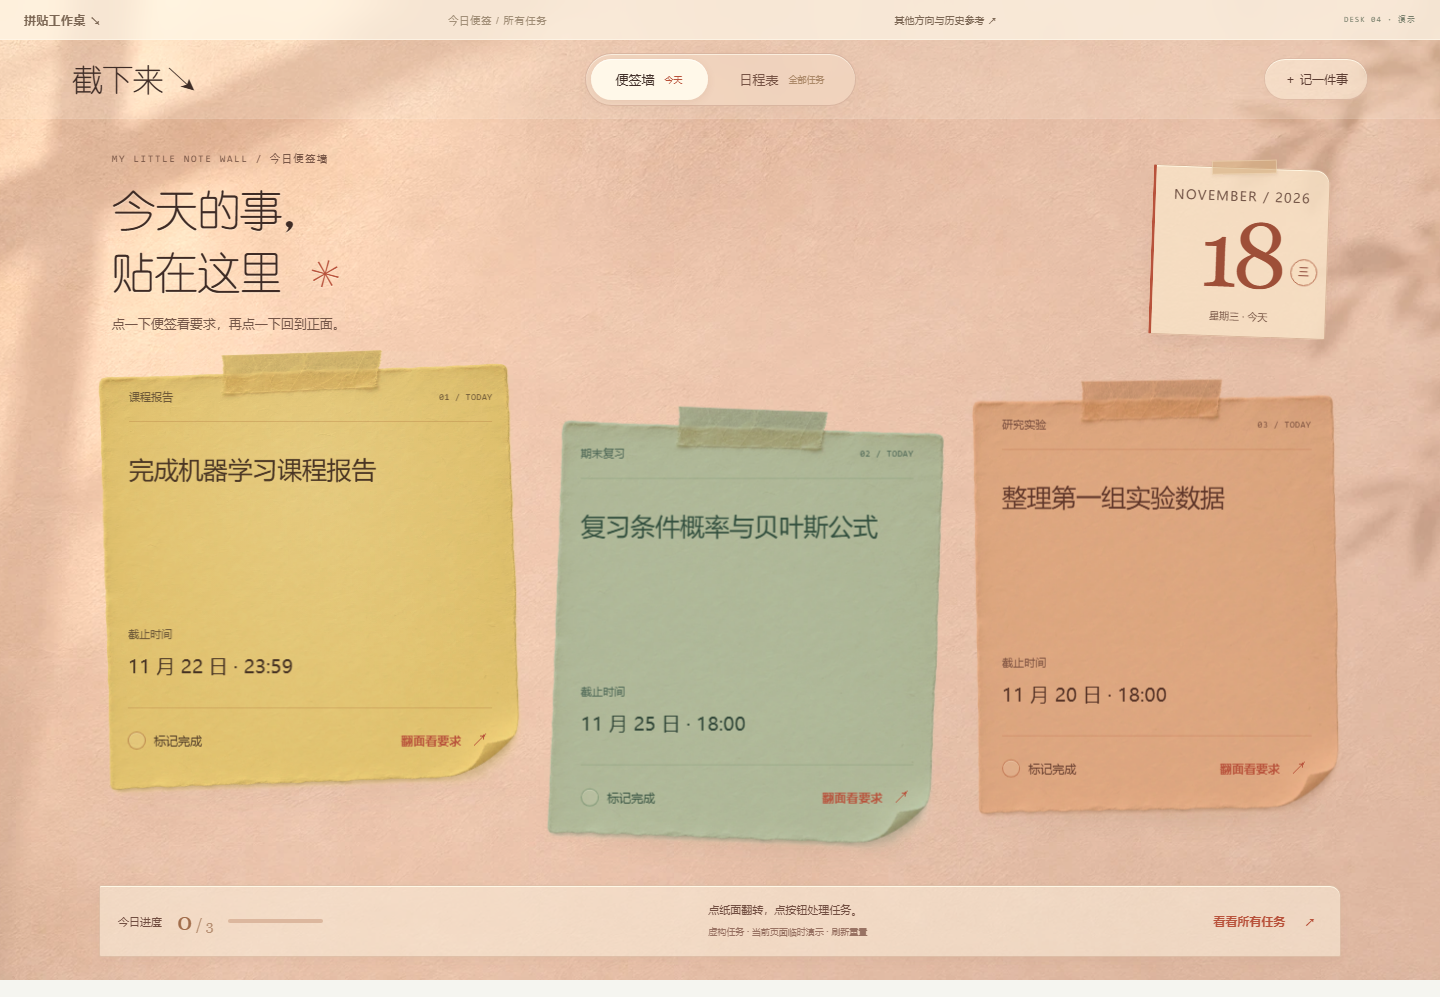 拼贴工作桌 ↘
今日便签 / 所有任务
其他方向与历史参考 ↗
DESK 04 · 演示
截下来↘
便签墙 今天
日程表 全部任务
+ 记一件事
MY LITTLE NOTE WALL / 今日便签墙
今天的事，
贴在这里
点一下便签看要求，再点一下回到正面。
NOVEMBER / 2026
18
三
星期三 · 今天
课程报告
01 / TODAY
完成机器学习课程报告
截止时间
11 月 22 日 · 23:59
标记完成
翻面看要求 ↗
期末复习
02 / TODAY
复习条件概率与贝叶斯公式
截止时间
11 月 25 日 · 18:00
标记完成
翻面看要求 ↗
研究实验
03 / TODAY
整理第一组实验数据
截止时间
11 月 20 日 · 18:00
标记完成
翻面看要求 ↗
今日进度 0 / 3
点纸面翻转，点按钮处理任务。
虚构任务 · 当前页面临时演示 · 刷新重置
看看所有任务 ↗